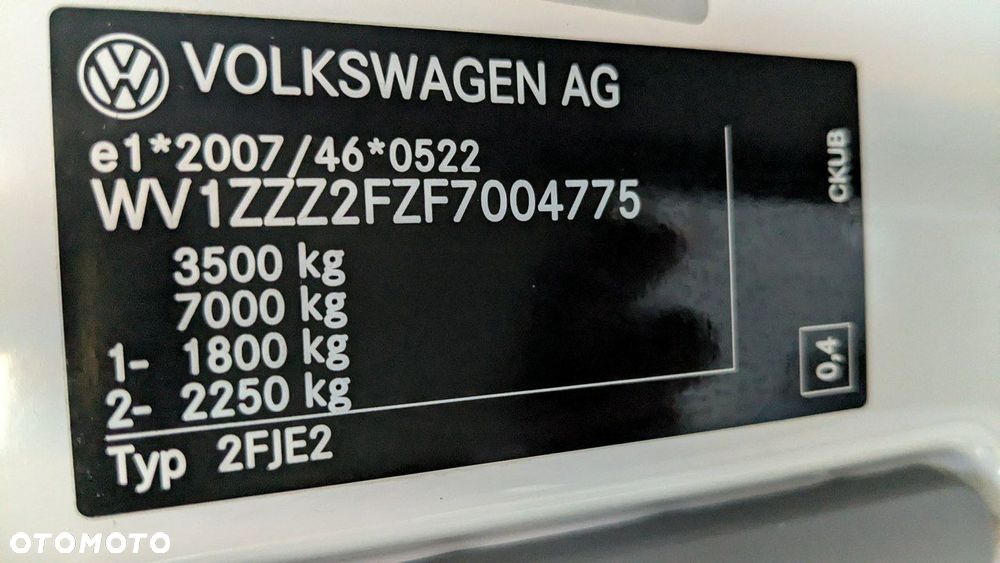 VOLKSWAGEN AG
e1*2007/46*0522
WV1ZZZ2FZF7004775
3500 kg
7000 kg
1- 1800 kg
2- 2250 kg
Typ 2FJE2
CKUB
0,4
OTOMOTO